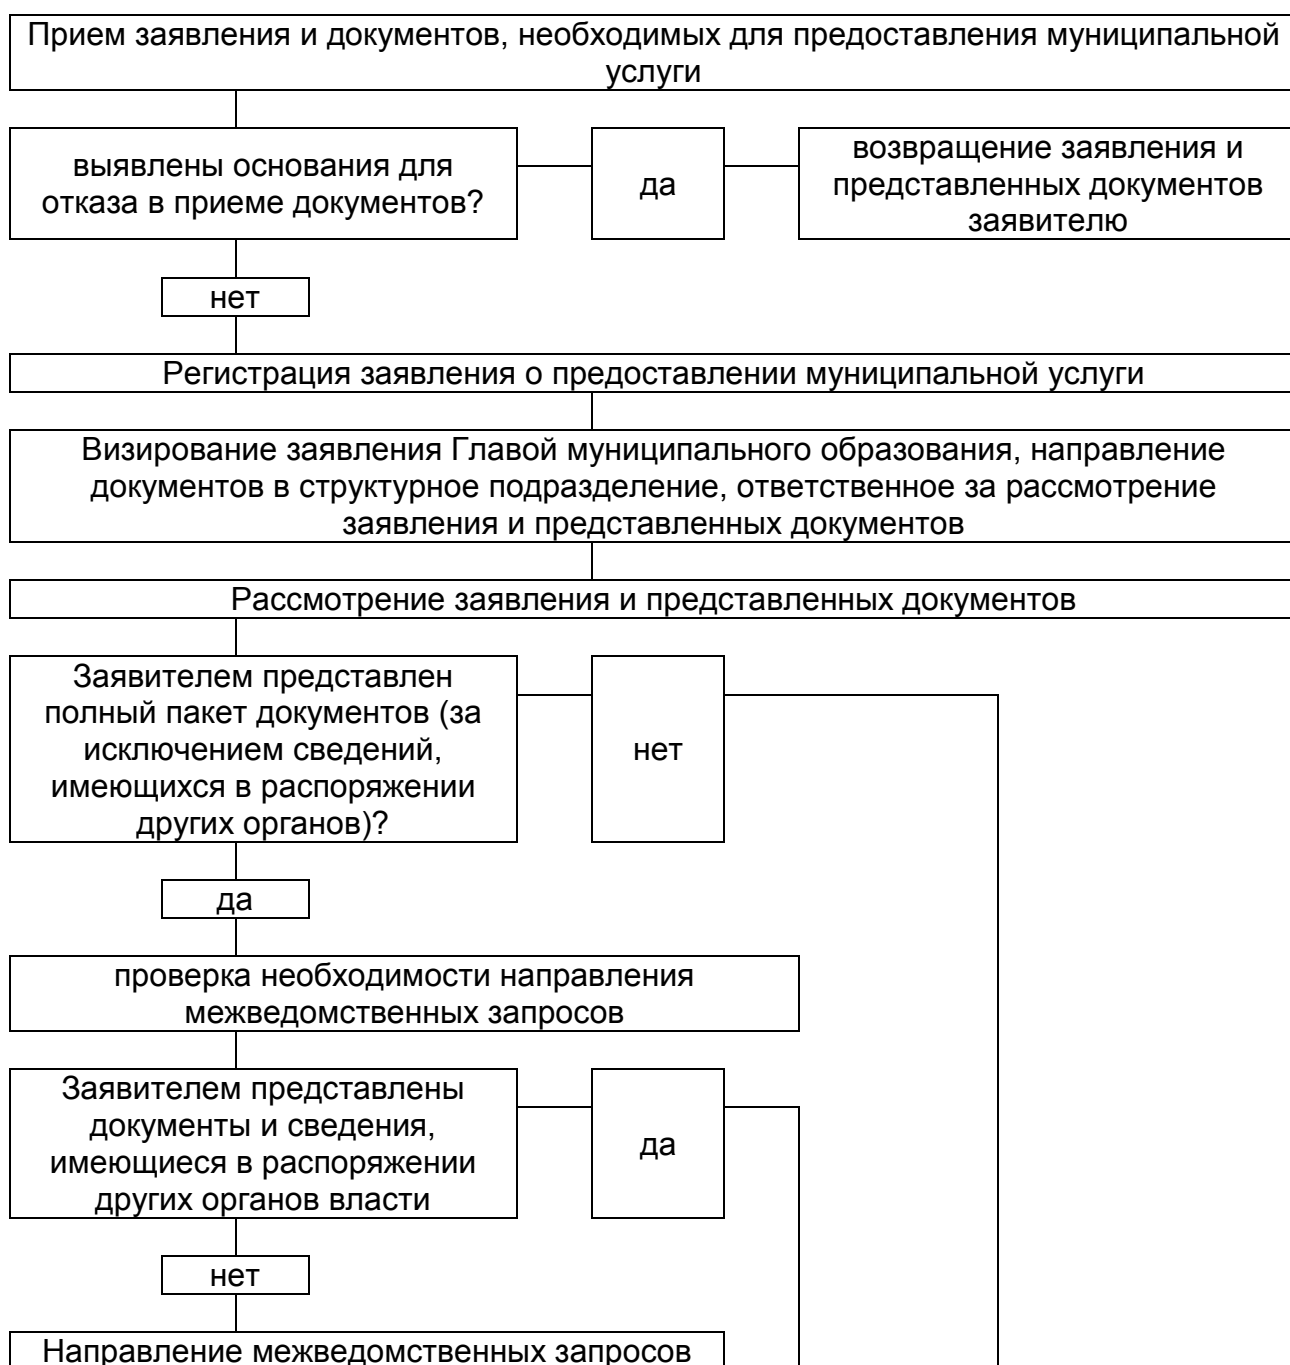 Прием заявления и документов, необходимых для предоставления муниципальной
услуги
выявлены основания для
отказа в приеме документов?
да
возвращение заявления и
представленных документов
заявителю
нет
Регистрация заявления о предоставлении муниципальной услуги
Визирование заявления Главой муниципального образования, направление
документов в структурное подразделение, ответственное за рассмотрение
заявления и представленных документов
Рассмотрение заявления и представленных документов
Заявителем представлен
полный пакет документов (за
исключением сведений,
имеющихся в распоряжении
других органов)?
нет
да
проверка необходимости направления
межведомственных запросов
Заявителем представлены
документы и сведения,
имеющиеся в распоряжении
других органов власти
да
нет
Направление межведомственных запросов